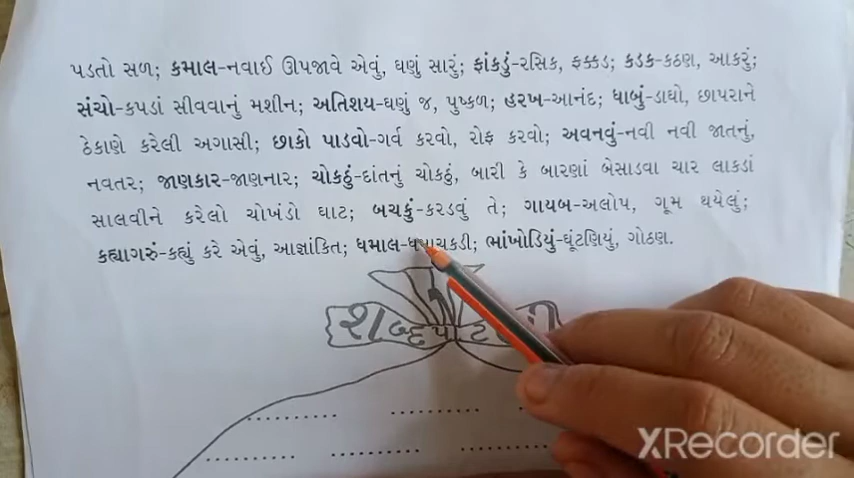 પડતો સળ; કમાલ-નવાઈ ઊપજાવે એવું, ઘણું સારું; ફાંકડું-રસિક, ફક્કડ; કડક-કઠણ, આકરું;
સંચો-કપડાં સીવવાનું મશીન; અતિશય-ઘણું જ, પુષ્કળ; હરખ-આનંદ; ધાબું-ડાઘો, છાપરાને
ઠેકાણે કરેલી અગાસી; છાકો પાડવો-ગર્વ કરવો, રોફ કરવો; અવનવું-નવી નવી જાતનું,
નવતર; જાણકાર-જાણનાર; ચોકઠું-દાંતનું ચોકઠું, બારી કે બારણાં બેસાડવા ચાર લાકડાં
સાલવીને કરેલો ચોખંડો ઘાટ; બચકું-કરડવું તે; ગાયબ-અલોપ, ગૂમ થયેલું;
કહ્યાગરું-કહ્યું કરે એવું, આજ્ઞાંકિત; ધમાલ- ભાંખોડિયું-ઘૂંટણિયું, ગોઠણ.
XRecorder